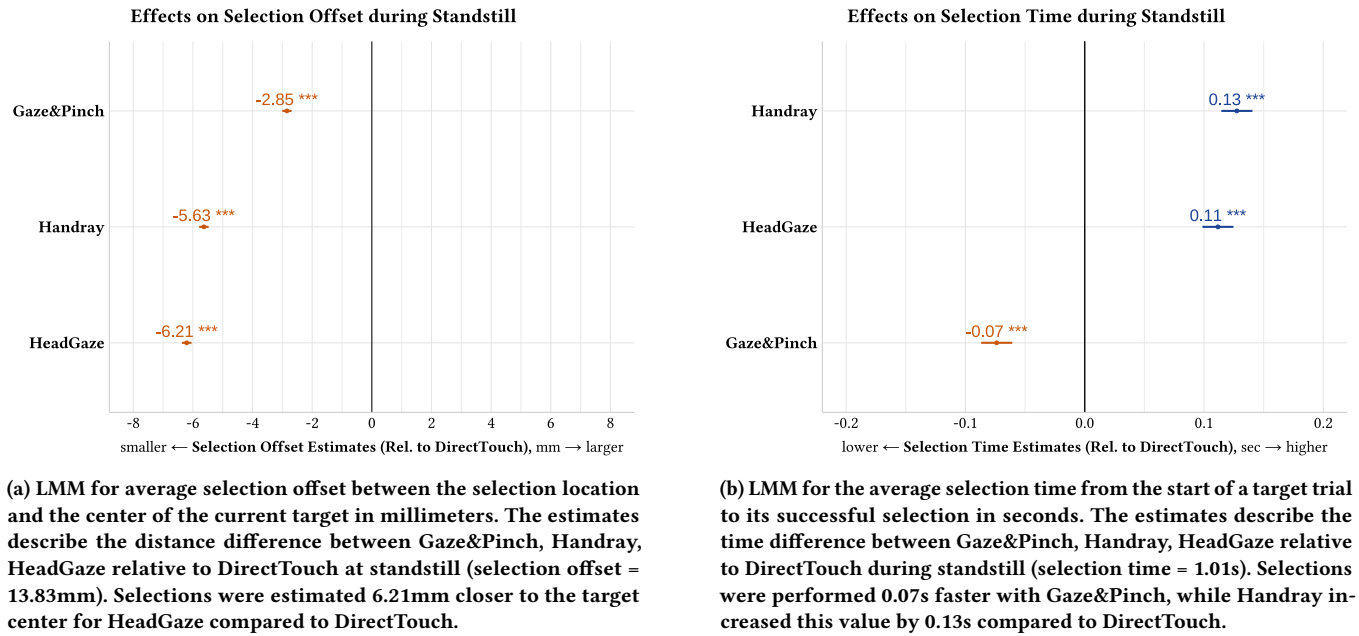 Effects on Selection Offset during Standstill
Gaze&Pinch
-2.85 ***
Handray
-5.63 ***
HeadGaze
-6.21 ***
-8 -6 -4 -2 0 2 4 6 8
smaller ← Selection Offset Estimates (Rel. to DirectTouch), mm → larger
(a) LMM for average selection offset between the selection location
and the center of the current target in millimeters. The estimates
describe the distance difference between Gaze&Pinch, Handray,
HeadGaze relative to DirectTouch at standstill (selection offset =
13.83mm). Selections were estimated 6.21mm closer to the target
center for HeadGaze compared to DirectTouch.
Effects on Selection Time during Standstill
Handray
0.13 ***
HeadGaze
0.11 ***
Gaze&Pinch
-0.07 ***
-0.2 -0.1 0.0 0.1 0.2
lower ← Selection Time Estimates (Rel. to DirectTouch), sec → higher
(b) LMM for the average selection time from the start of a target trial
to its successful selection in seconds. The estimates describe the
time difference between Gaze&Pinch, Handray, HeadGaze relative
to DirectTouch during standstill (selection time = 1.01s). Selections
were performed 0.07s faster with Gaze&Pinch, while Handray in-
creased this value by 0.13s compared to DirectTouch.